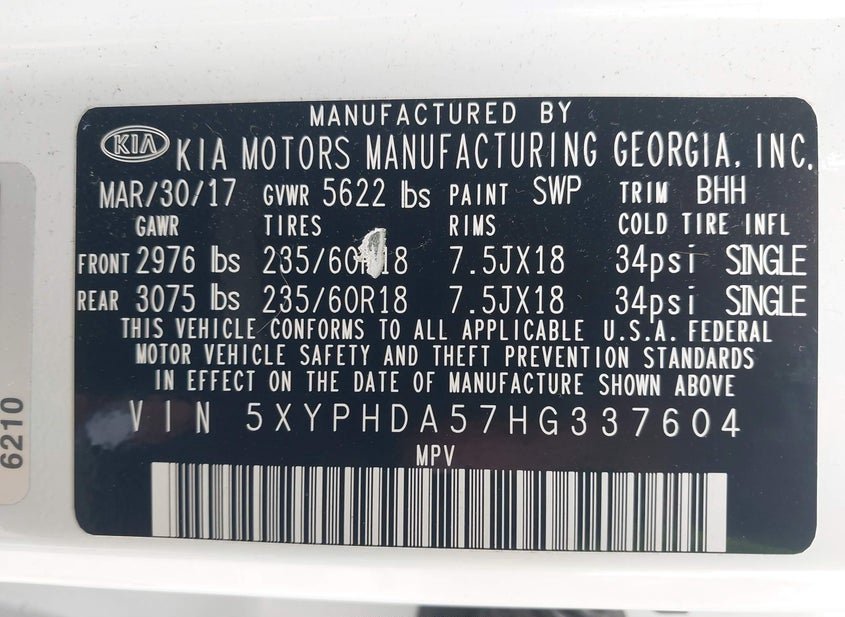 MANUFACTURED BY
KIA KIA MOTORS MANUFACTURING GEORGIA, INC.
MAR/30/17 GVWR 5622 lbs PAINT SWP TRIM BHH
GAWR TIRES RIMS COLD TIRE INFL
FRONT 2976 lbs 235/60R18 7.5JX18 34psi SINGLE
REAR 3075 lbs 235/60R18 7.5JX18 34psi SINGLE
THIS VEHICLE CONFORMS TO ALL APPLICABLE U.S.A. FEDERAL
MOTOR VEHICLE SAFETY AND THEFT PREVENTION STANDARDS
IN EFFECT ON THE DATE OF MANUFACTURE SHOWN ABOVE
VIN 5XYPHDA57HG337604
MPV
6210